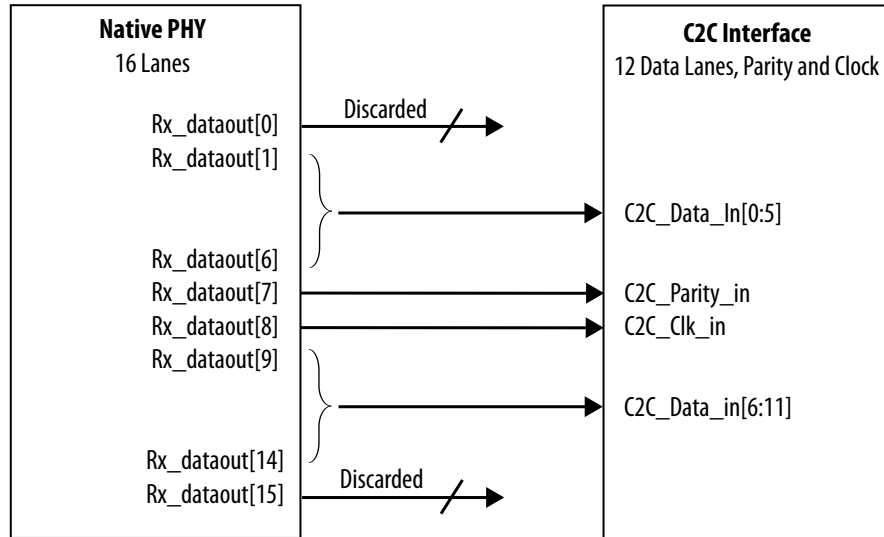 Native PHY
16 Lanes
C2C Interface
12 Data Lanes, Parity and Clock
Rx_dataout[0]
Discarded
Rx_dataout[1]
C2C_Data_In[0:5]
Rx_dataout[6]
Rx_dataout[7]
C2C_Parity_in
Rx_dataout[8]
C2C_Clk_in
Rx_dataout[9]
C2C_Data_in[6:11]
Rx_dataout[14]
Rx_dataout[15]
Discarded